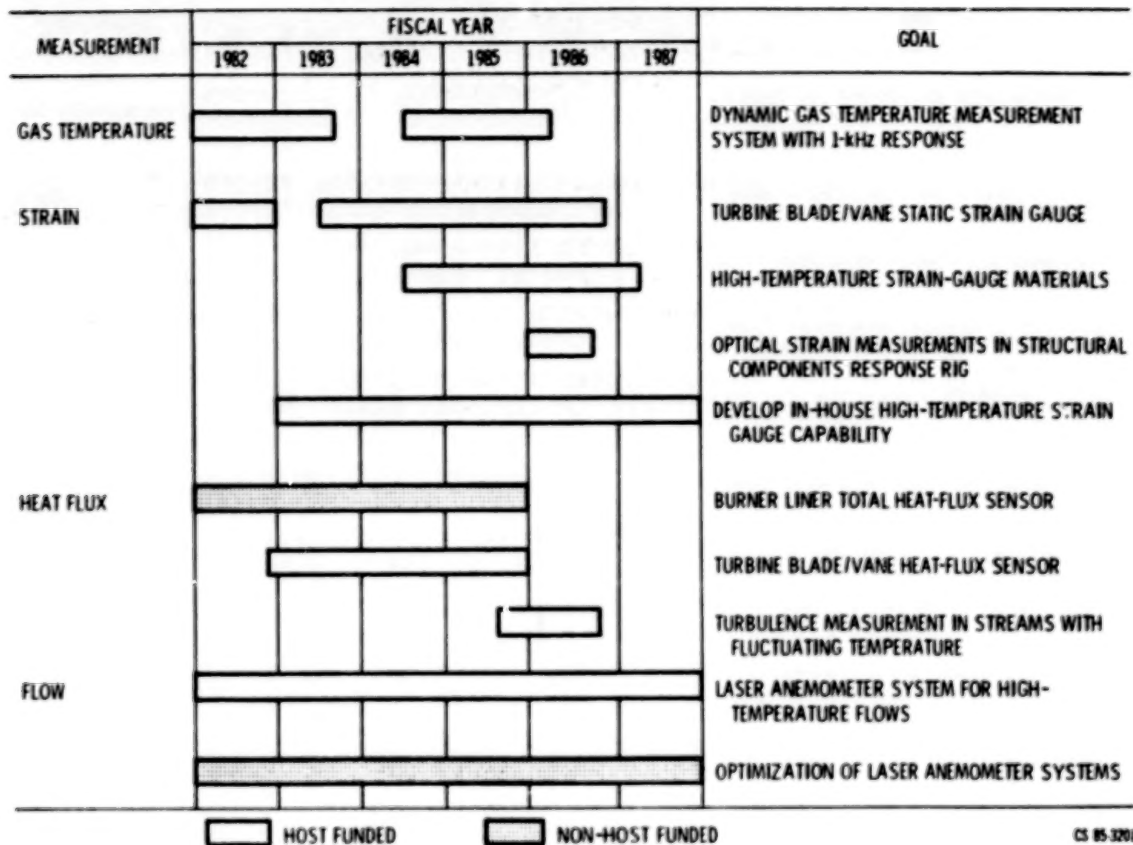 MEASUREMENT
FISCAL YEAR
GOAL
1982 1983 1984 1985 1986 1987
GAS TEMPERATURE
DYNAMIC GAS TEMPERATURE MEASUREMENT
SYSTEM WITH 1-kHz RESPONSE
STRAIN
TURBINE BLADE/VANE STATIC STRAIN GAUGE
HIGH-TEMPERATURE STRAIN-GAUGE MATERIALS
OPTICAL STRAIN MEASUREMENTS IN STRUCTURAL
COMPONENTS RESPONSE RIG
DEVELOP IN-HOUSE HIGH-TEMPERATURE STRAIN
GAUGE CAPABILITY
HEAT FLUX
BURNER LINER TOTAL HEAT-FLUX SENSOR
TURBINE BLADE/VANE HEAT-FLUX SENSOR
TURBULENCE MEASUREMENT IN STREAMS WITH
FLUCTUATING TEMPERATURE
FLOW
LASER ANEMOMETER SYSTEM FOR HIGH-
TEMPERATURE FLOWS
OPTIMIZATION OF LASER ANEMOMETER SYSTEMS
HOST FUNDED
NON-HOST FUNDED
CS